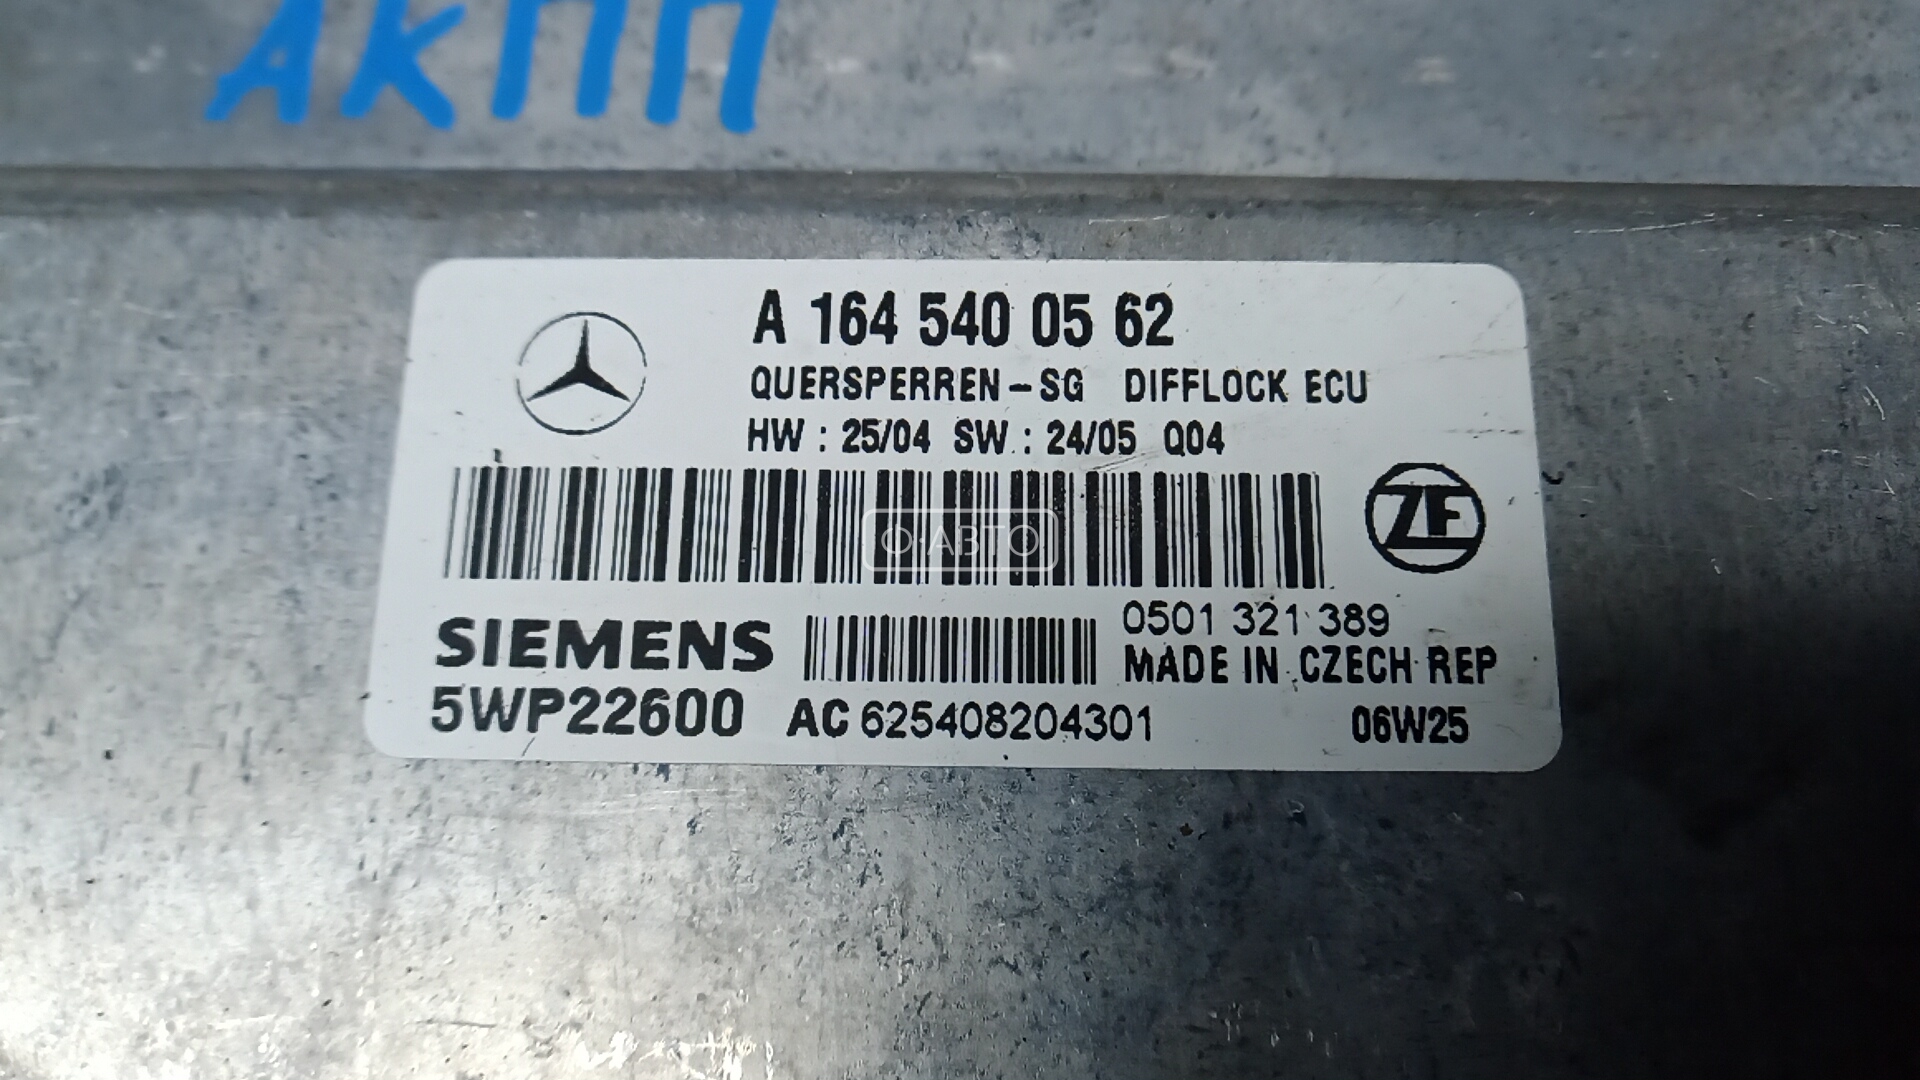 АКПП
A 164 540 05 62
QUERSPERREN-SG DIFFLOCK ECU
HW : 25/04 SW : 24/05 Q04
ZF
О·АВТО
SIEMENS
0501 321 389
MADE IN CZECH REP
5WP22600 AC 625408204301 06W25